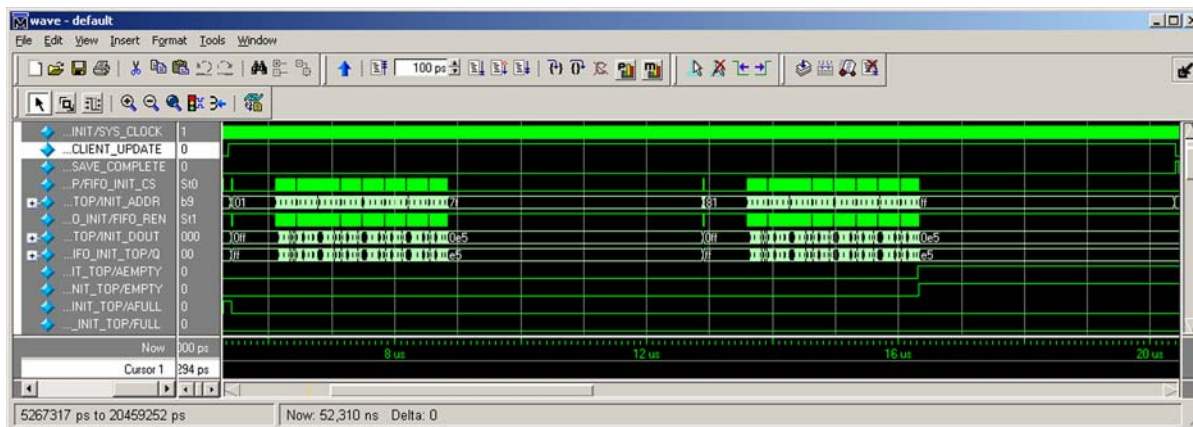 wave - default
File Edit View Insert Format Tools Window
100 ps
...INIT/SYS_CLOCK 1
...CLIENT_UPDATE 0
...SAVE_COMPLETE 0
...P/FIFO_INIT_CS St0
...TOP/INIT_ADDR b9 01 7f 81 ff
...O_INIT/FIFO_REN St1
...TOP/INIT_DOUT 000 0ff 0e5 0ff 0e5
...IFO_INIT_TOP/Q 00 ff e5 ff e5
...IT_TOP/AEMPTY 0
...NIT_TOP/EMPTY 0
...INIT_TOP/AFULL 0
..._INIT_TOP/FULL 0
Now 000 ps 8 us 12 us 16 us 20 us
Cursor 1 294 ps
5267317 ps to 20459252 ps Now: 52,310 ns Delta: 0